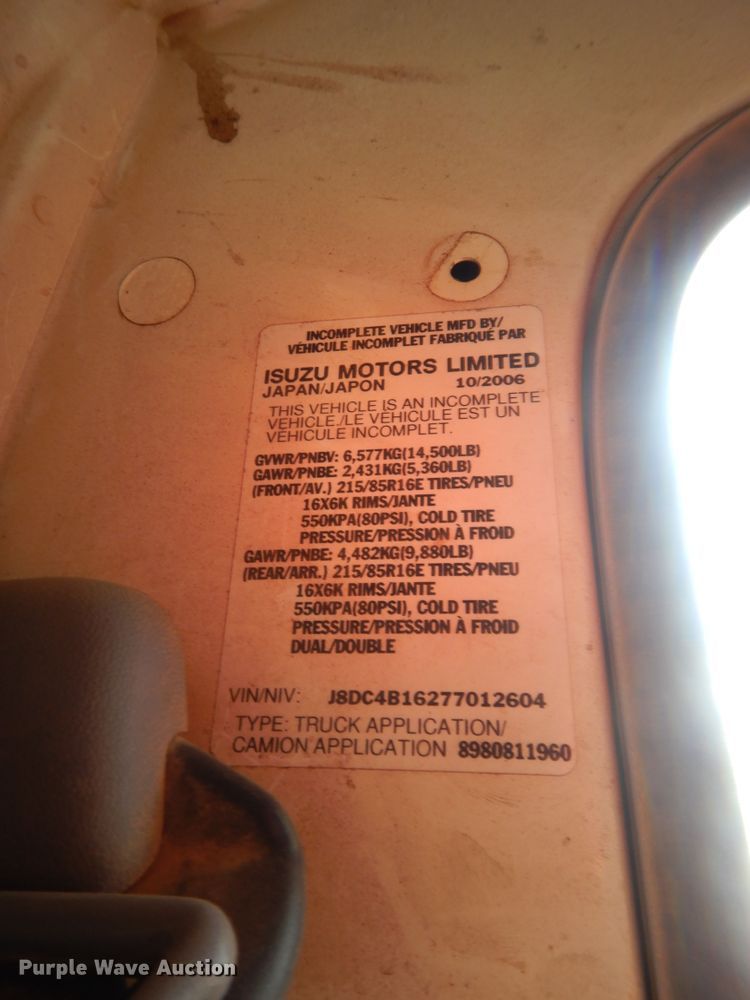 INCOMPLETE VEHICLE MFD BY/
VÉHICULE INCOMPLET FABRIQUÉ PAR
ISUZU MOTORS LIMITED
JAPAN/JAPON 10/2006
THIS VEHICLE IS AN INCOMPLETE
VEHICLE./LE VÉHICULE EST UN
VÉHICULE INCOMPLET.
GVWR/PNBV: 6,577KG(14,500LB)
GAWR/PNBE: 2,431KG(5,360LB)
(FRONT/AV.) 215/85R16E TIRES/PNEU
16X6K RIMS/JANTE
550KPA(80PSI), COLD TIRE
PRESSURE/PRESSION À FROID
GAWR/PNBE: 4,482KG(9,880LB)
(REAR/ARR.) 215/85R16E TIRES/PNEU
16X6K RIMS/JANTE
550KPA(80PSI), COLD TIRE
PRESSURE/PRESSION À FROID
DUAL/DOUBLE
VIN/NIV: J8DC4B16277012604
TYPE: TRUCK APPLICATION/
CAMION APPLICATION 8980811960
Purple Wave Auction